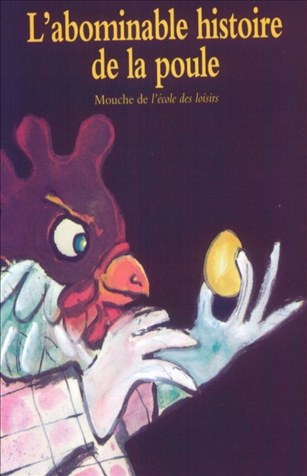 L'abominable histoire
de la poule
Mouche de l'école des loisirs